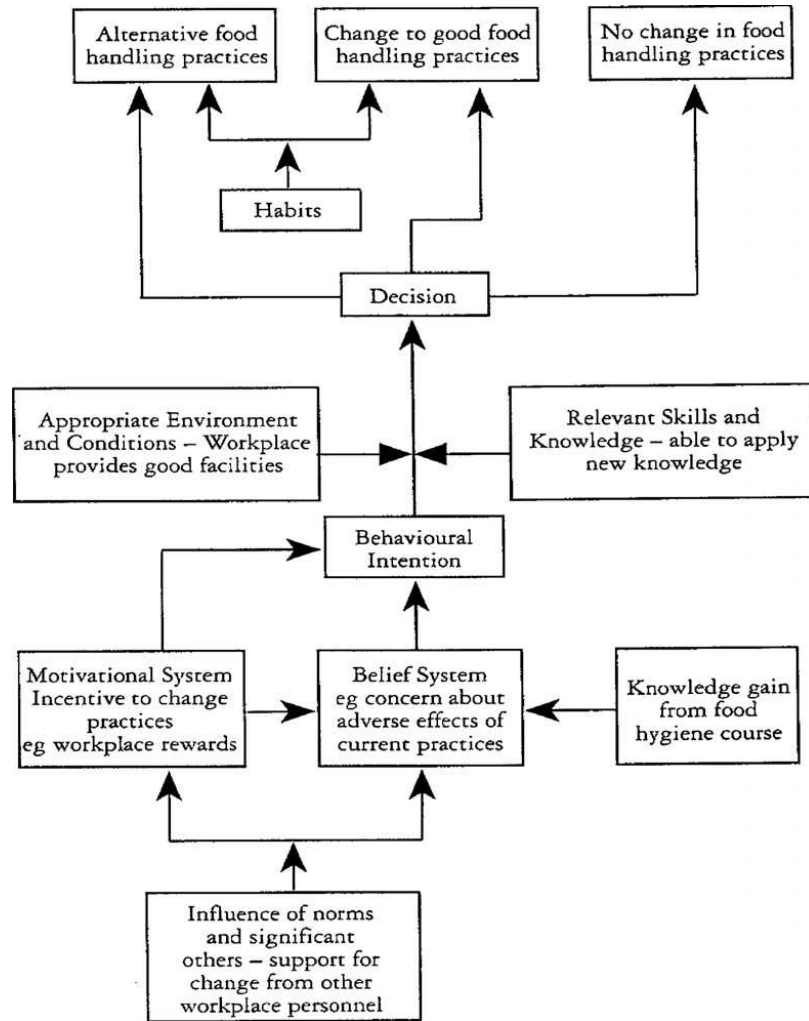 Alternative food
handling practices
Change to good food
handling practices
No change in food
handling practices
Habits
Decision
Appropriate Environment
and Conditions – Workplace
provides good facilities
Relevant Skills and
Knowledge – able to apply
new knowledge
Behavioural
Intention
Motivational System
Incentive to change
practices
eg workplace rewards
Belief System
eg concern about
adverse effects of
current practices
Knowledge gain
from food
hygiene course
Influence of norms
and significant
others – support for
change from other
workplace personnel